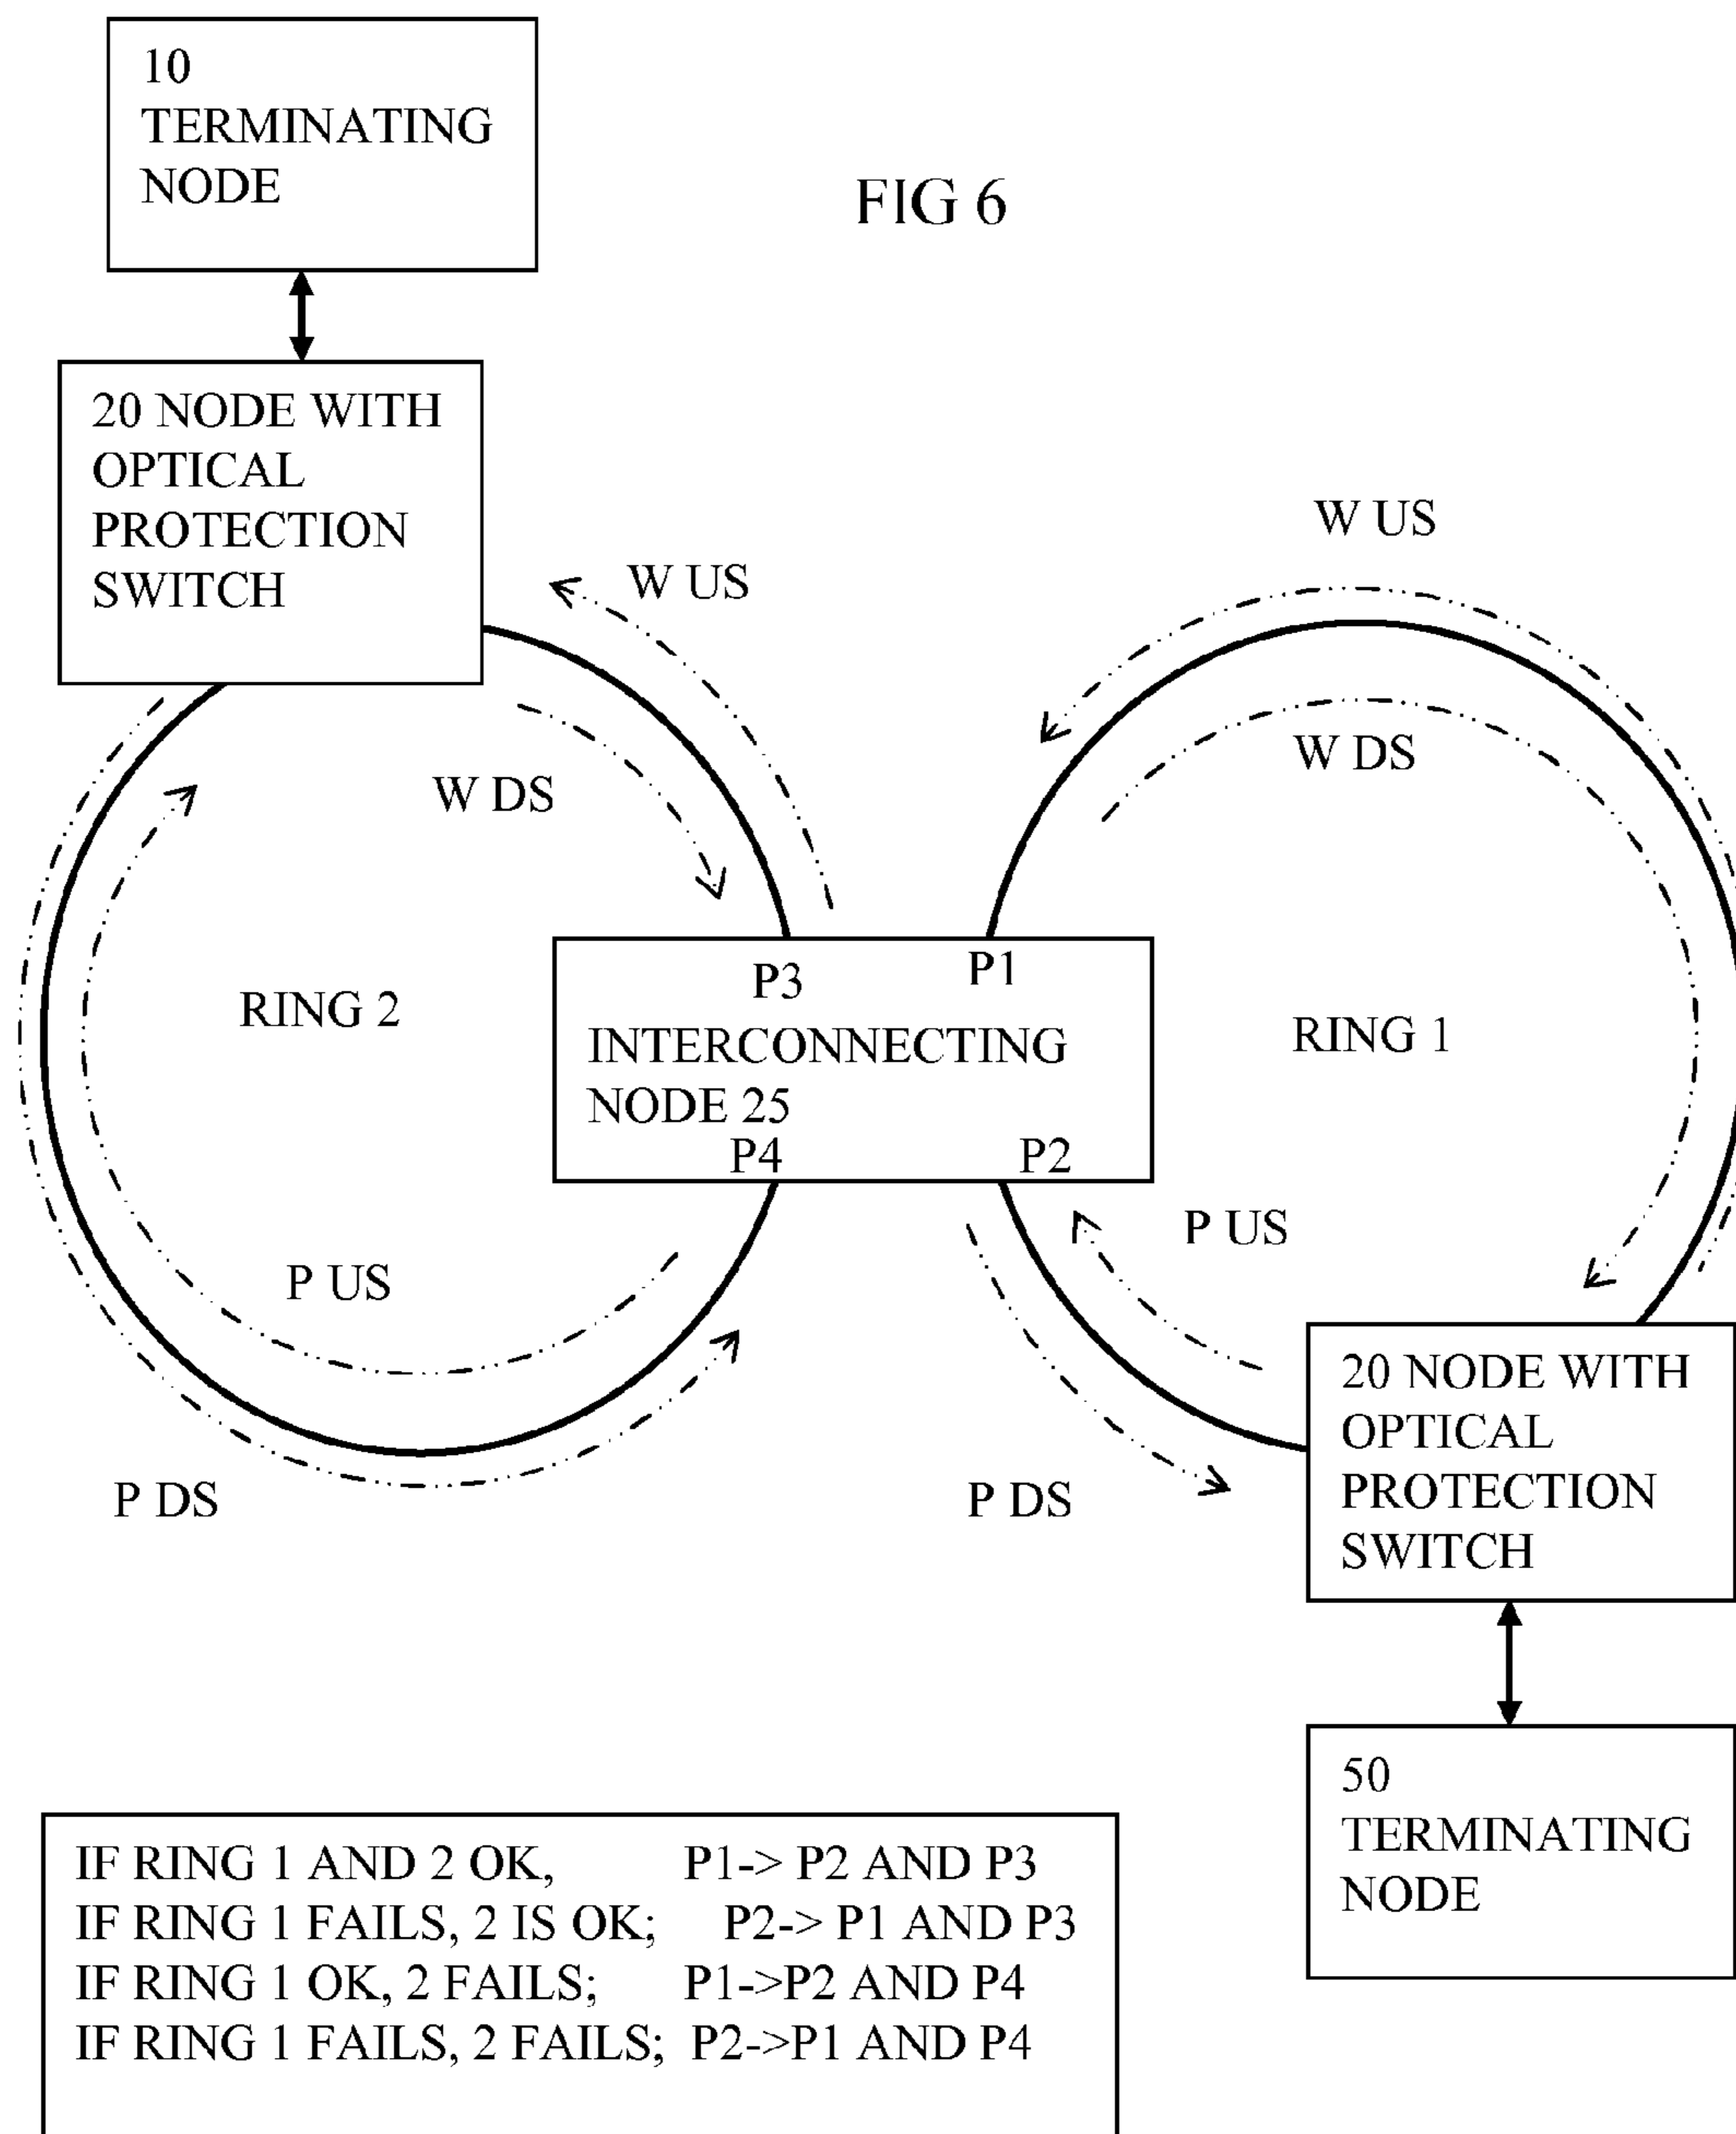 10
TERMINATING
NODE
FIG 6
20 NODE WITH
OPTICAL
PROTECTION
SWITCH
W US
W US
W DS
W DS
P3
P1
RING 2
RING 1
INTERCONNECTING
NODE 25
P4
P2
P US
P US
P DS
P DS
20 NODE WITH
OPTICAL
PROTECTION
SWITCH
50
TERMINATING
NODE
IF RING 1 AND 2 OK, P1-> P2 AND P3
IF RING 1 FAILS, 2 IS OK; P2-> P1 AND P3
IF RING 1 OK, 2 FAILS; P1->P2 AND P4
IF RING 1 FAILS, 2 FAILS; P2->P1 AND P4